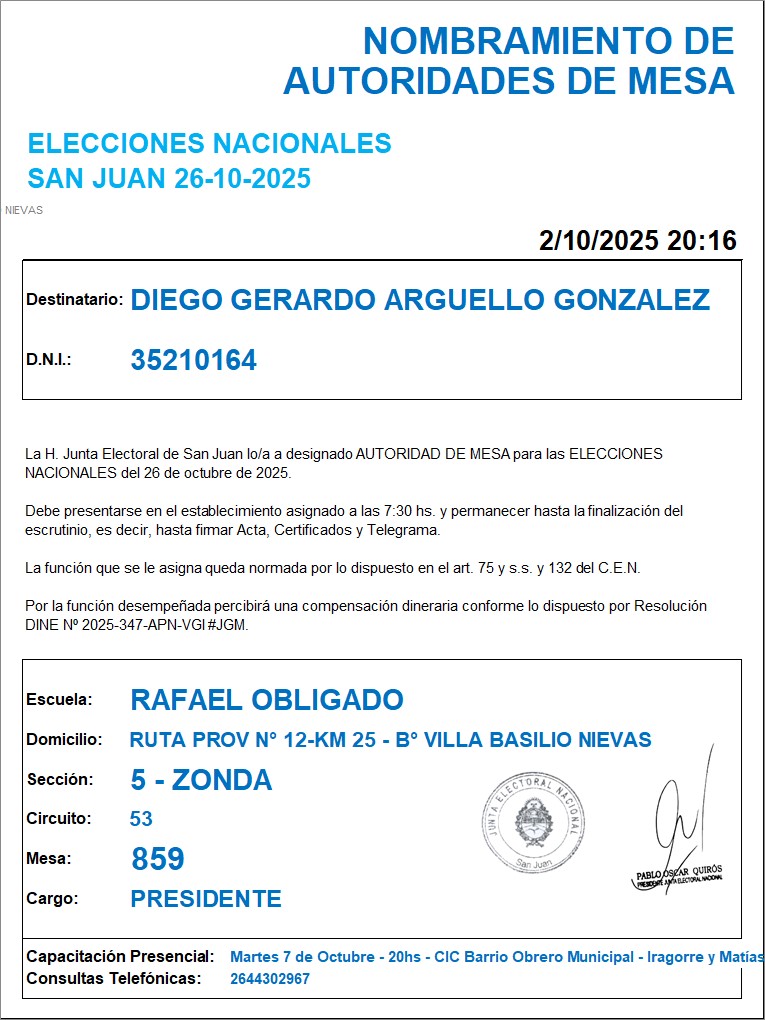 NOMBRAMIENTO DE
AUTORIDADES DE MESA
ELECCIONES NACIONALES
SAN JUAN 26-10-2025
NIEVAS
2/10/2025 20:16
Destinatario: DIEGO GERARDO ARGUELLO GONZALEZ
D.N.I.: 35210164
La H. Junta Electoral de San Juan lo/a a designado AUTORIDAD DE MESA para las ELECCIONES
NACIONALES del 26 de octubre de 2025.
Debe presentarse en el establecimiento asignado a las 7:30 hs. y permanecer hasta la finalización del
escrutinio, es decir, hasta firmar Acta, Certificados y Telegrama.
La función que se le asigna queda normada por lo dispuesto en el art. 75 y s.s. y 132 del C.E.N.
Por la función desempeñada percibirá una compensación dineraria conforme lo dispuesto por Resolución
DINE Nº 2025-347-APN-VGI#JGM.
Escuela: RAFAEL OBLIGADO
Domicilio: RUTA PROV N° 12-KM 25 - B° VILLA BASILIO NIEVAS
Sección: 5 - ZONDA
Circuito: 53
Mesa: 859
Cargo: PRESIDENTE
JUNTA ELECTORAL NACIONAL
San Juan
PABLO OSCAR QUIRÓS
PRESIDENTE JUNTA ELECTORAL NACIONAL
Capacitación Presencial: Martes 7 de Octubre - 20hs - CIC Barrio Obrero Municipal - Iragorre y Matías
Consultas Telefónicas: 2644302967